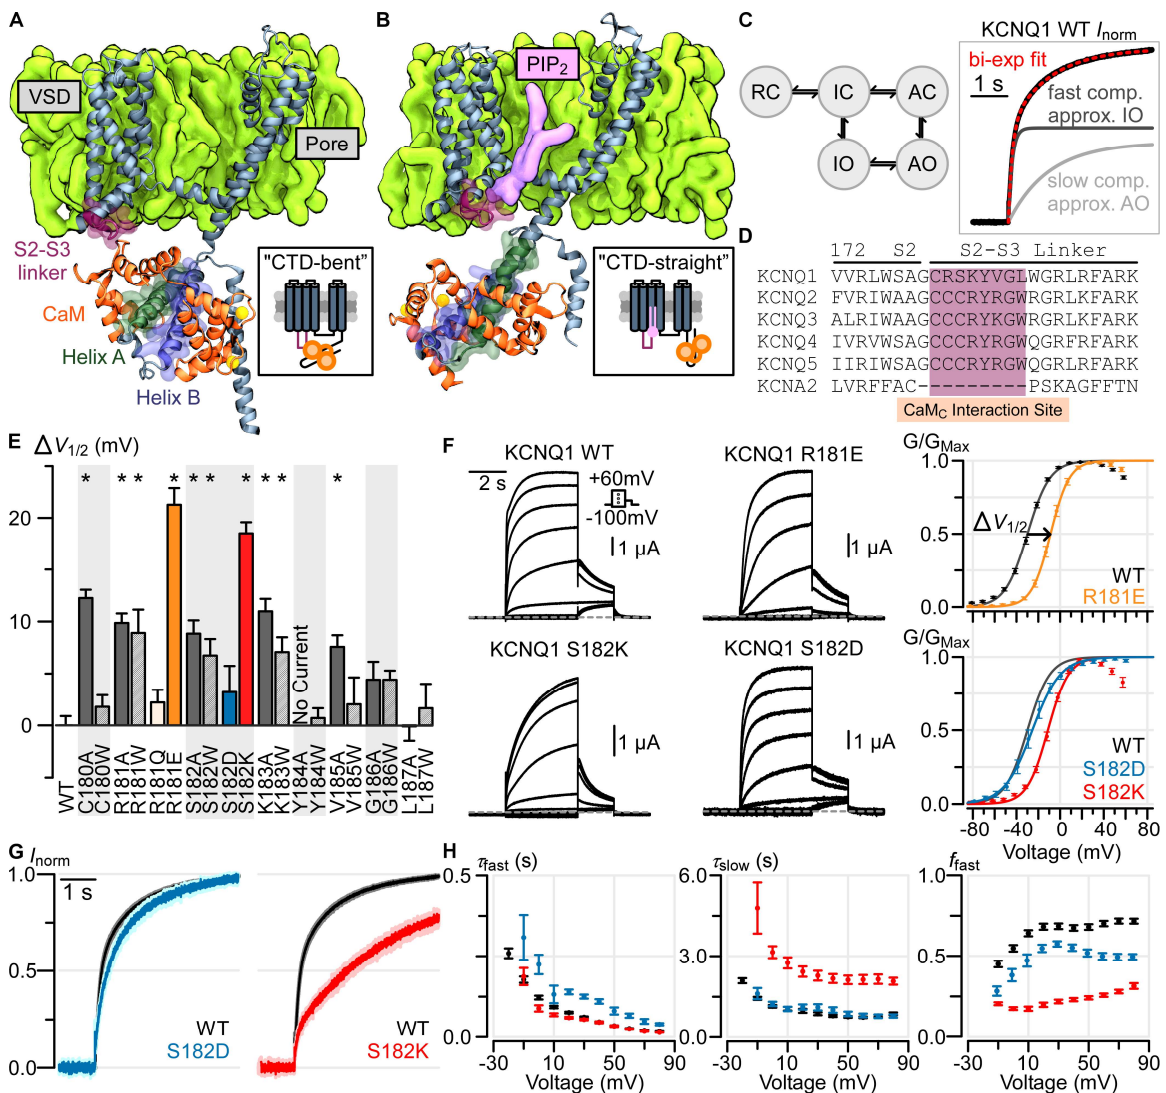 A
VSD
Pore
S2-S3
linker
CaM
Helix A
Helix B
"CTD-bent”
B
PIP2
"CTD-straight”
C
RC
IC
AC
IO
AO
KCNQ1 WT Inorm
bi-exp fit
1 s
fast comp.
approx. IO
slow comp.
approx. AO
D
172 S2 S2-S3 Linker
KCNQ1 VVRLWSAGCRSKYVGLWGRLRFARK
KCNQ2 FVRIWAAGCCCRYRGWRGRLKFARK
KCNQ3 ALRIWAAGCCCRYKGWRGRLKFARK
KCNQ4 IVRVWSAGCCCRYRGWQGRFRFARK
KCNQ5 IIRIWSAGCCCRYRGWQGRLRFARK
KCNA2 LVRFFAC---------PSKAGFFTN
CaMC Interaction Site
E
ΔV1/2 (mV)
* * * * * * * * * *
20
10
0
No Current
WT
C180A
C180W
R181A
R181W
R181Q
R181E
S182A
S182W
S182D
S182K
K183A
K183W
Y184A
Y184W
V185A
V185W
G186A
G186W
L187A
L187W
F
KCNQ1 WT
2 s
+60mV
-100mV
1 µA
KCNQ1 R181E
1 µA
KCNQ1 S182K
1 µA
KCNQ1 S182D
1 µA
G/GMax
1.0
0.5
0.0
ΔV1/2
WT
R181E
G/GMax
1.0
0.5
0.0
WT
S182D
S182K
-80 -40 0 40 80
Voltage (mV)
G
Inorm
1.0
0.5
0.0
1 s
WT
S182D
WT
S182K
H
τfast (s)
0.5
0.0
-30 10 50 90
Voltage (mV)
τslow (s)
6.0
3.0
0.0
-30 10 50 90
Voltage (mV)
ffast
1.0
0.5
0.0
-30 10 50 90
Voltage (mV)